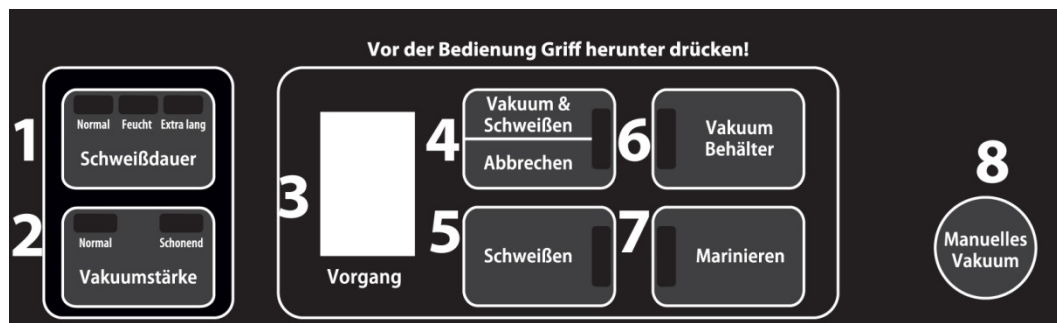 Vor der Bedienung Griff herunter drücken!
1
Normal Feucht Extra lang
Schweißdauer
2
Normal Schonend
Vakuumstärke
3
Vorgang
4
Vakuum &
Schweißen
Abbrechen
5
Schweißen
6
Vakuum
Behälter
7
Marinieren
8
Manuelles
Vakuum